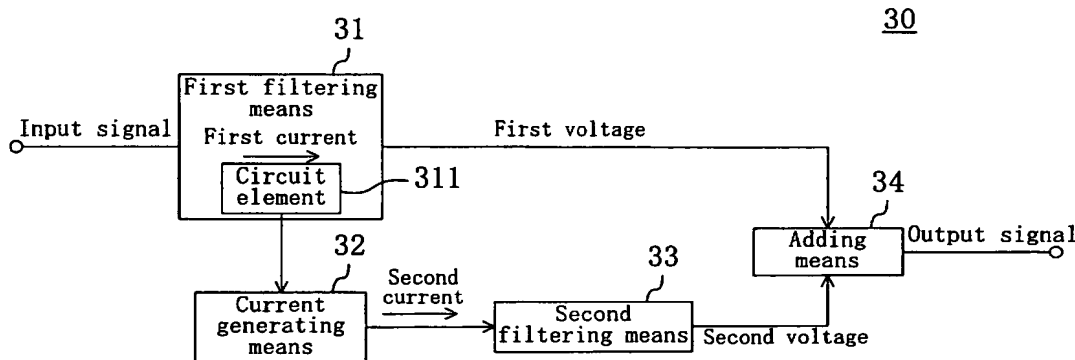 30
31
First filtering
means
Input signal
First current
First voltage
Circuit
element
311
34
Adding
means
Output signal
32
Second
current
33
Current
generating
means
Second
filtering means
Second voltage